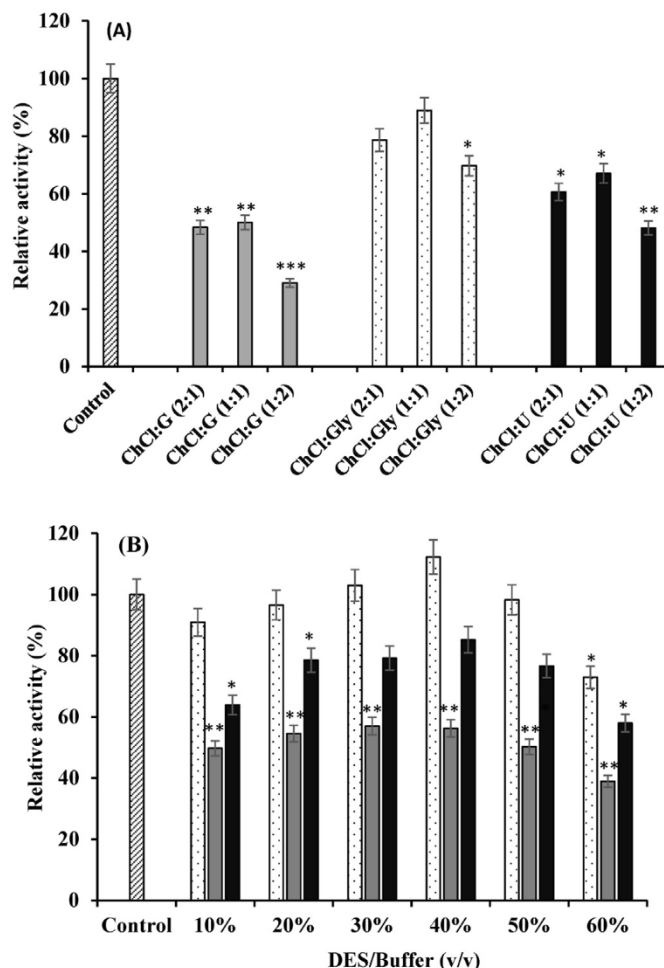 (A)
Relative activity (%)
120
100
80
60
40
20
0
**
**
***
*
*
*
**
Control
ChCl:G (2:1)
ChCl:G (1:1)
ChCl:G (1:2)
ChCl:Gly (2:1)
ChCl:Gly (1:1)
ChCl:Gly (1:2)
ChCl:U (2:1)
ChCl:U (1:1)
ChCl:U (1:2)
(B)
Relative activity (%)
120
100
80
60
40
20
0
**
*
**
*
**
**
**
*
**
*
Control
10%
20%
30%
40%
50%
60%
DES/Buffer (v/v)